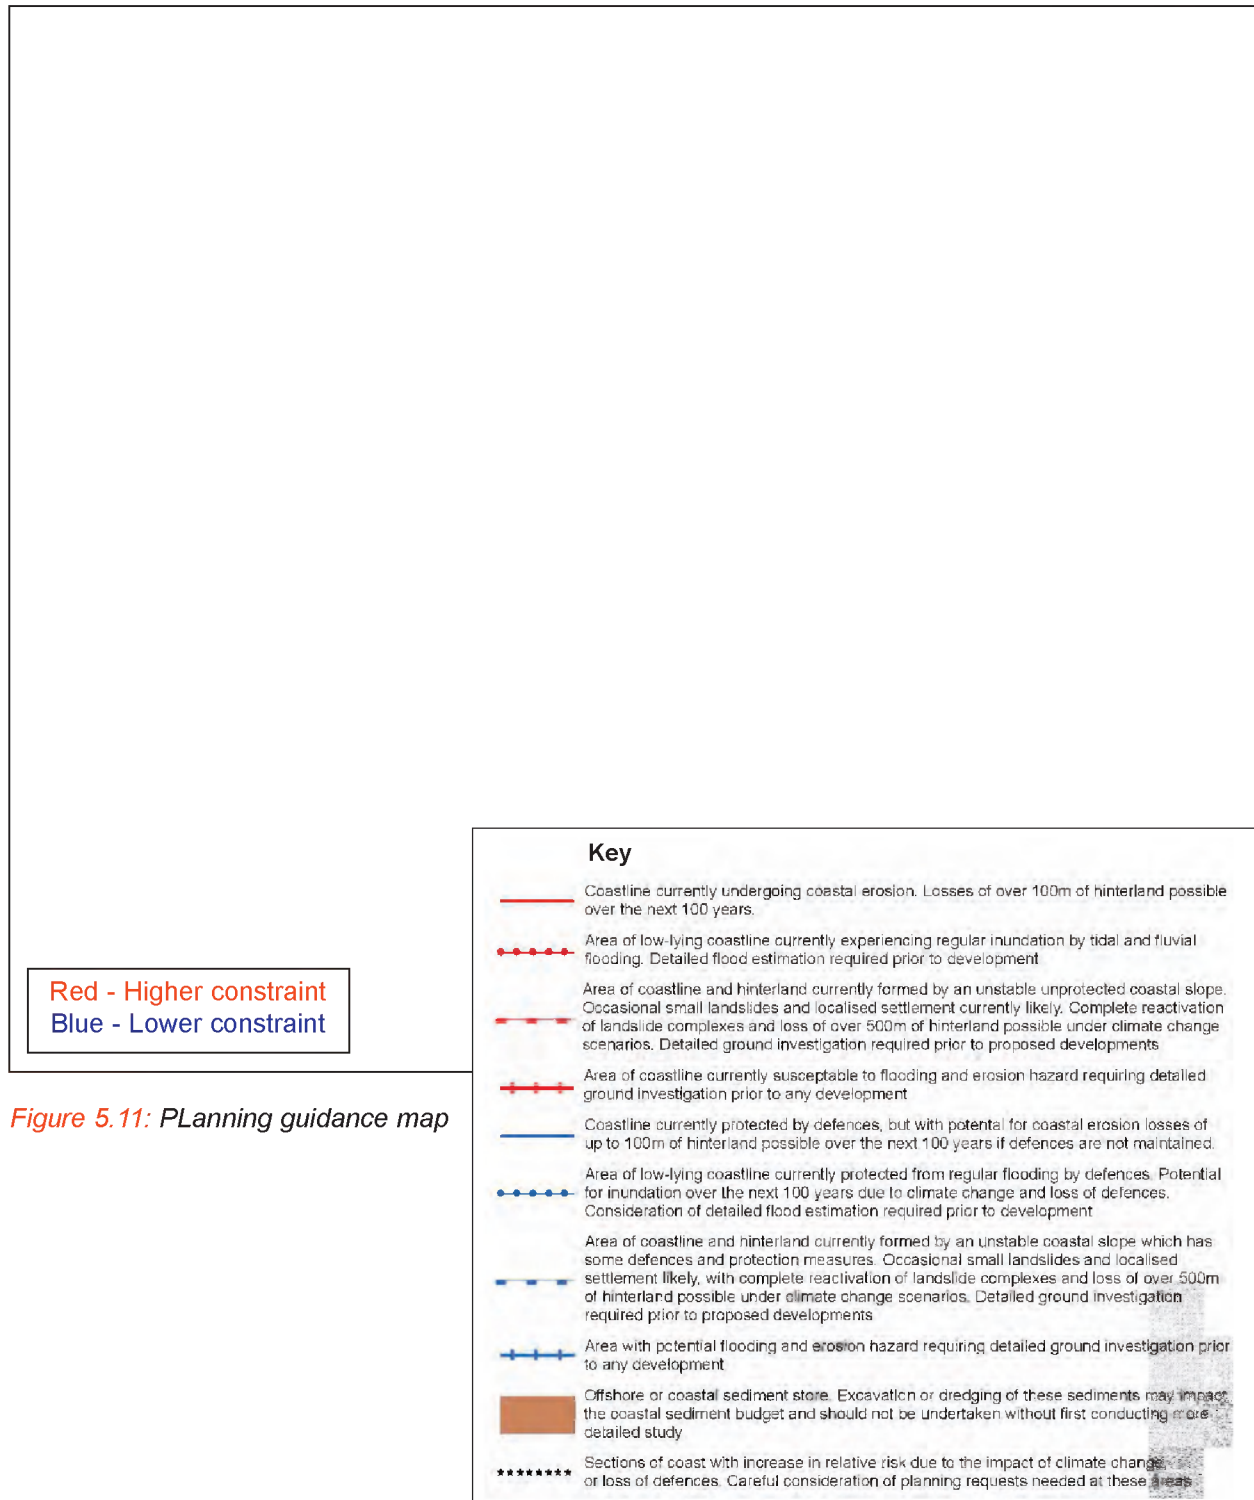 Key
Coastline currently undergoing coastal erosion. Losses of over 100m of hinterland possible
over the next 100 years.
Area of low-lying coastline currently experiencing regular inundation by tidal and fluvial
flooding. Detailed flood estimation required prior to development
Area of coastline and hinterland currently formed by an unstable unprotected coastal slope.
Occasional small landslides and localised settlement currently likely. Complete reactivation
of landslide complexes and loss of over 500m of hinterland possible under climate change
scenarios. Detailed ground investigation required prior to proposed developments
Area of coastline currently susceptable to flooding and erosion hazard requiring detailed
ground investigation prior to any development
Coastline currently protected by defences, but with potental for coastal erosion losses of
up to 100m of hinterland possible over the next 100 years if defences are not maintained.
Area of low-lying coastline currently protected from regular flooding by defences. Potential
for inundation over the next 100 years due to climate change and loss of defences.
Consideration of detailed flood estimation required prior to development
Area of coastline and hinterland currently formed by an unstable coastal slope which has
some defences and protection measures. Occasional small landslides and localised
settlement likely, with complete reactivation of landslide complexes and loss of over 500m
of hinterland possible under climate change scenarios. Detailed ground investigation
required prior to proposed developments
Area with potential flooding and erosion hazard requiring detailed ground investigation prior
to any development
Offshore or coastal sediment store. Excavation or dredging of these sediments may impact
the coastal sediment budget and should not be undertaken without first conducting more
detailed study
Sections of coast with increase in relative risk due to the impact of climate change
or loss of defences. Careful consideration of planning requests needed at these areas
Red - Higher constraint
Blue - Lower constraint
Figure 5.11: PLanning guidance map